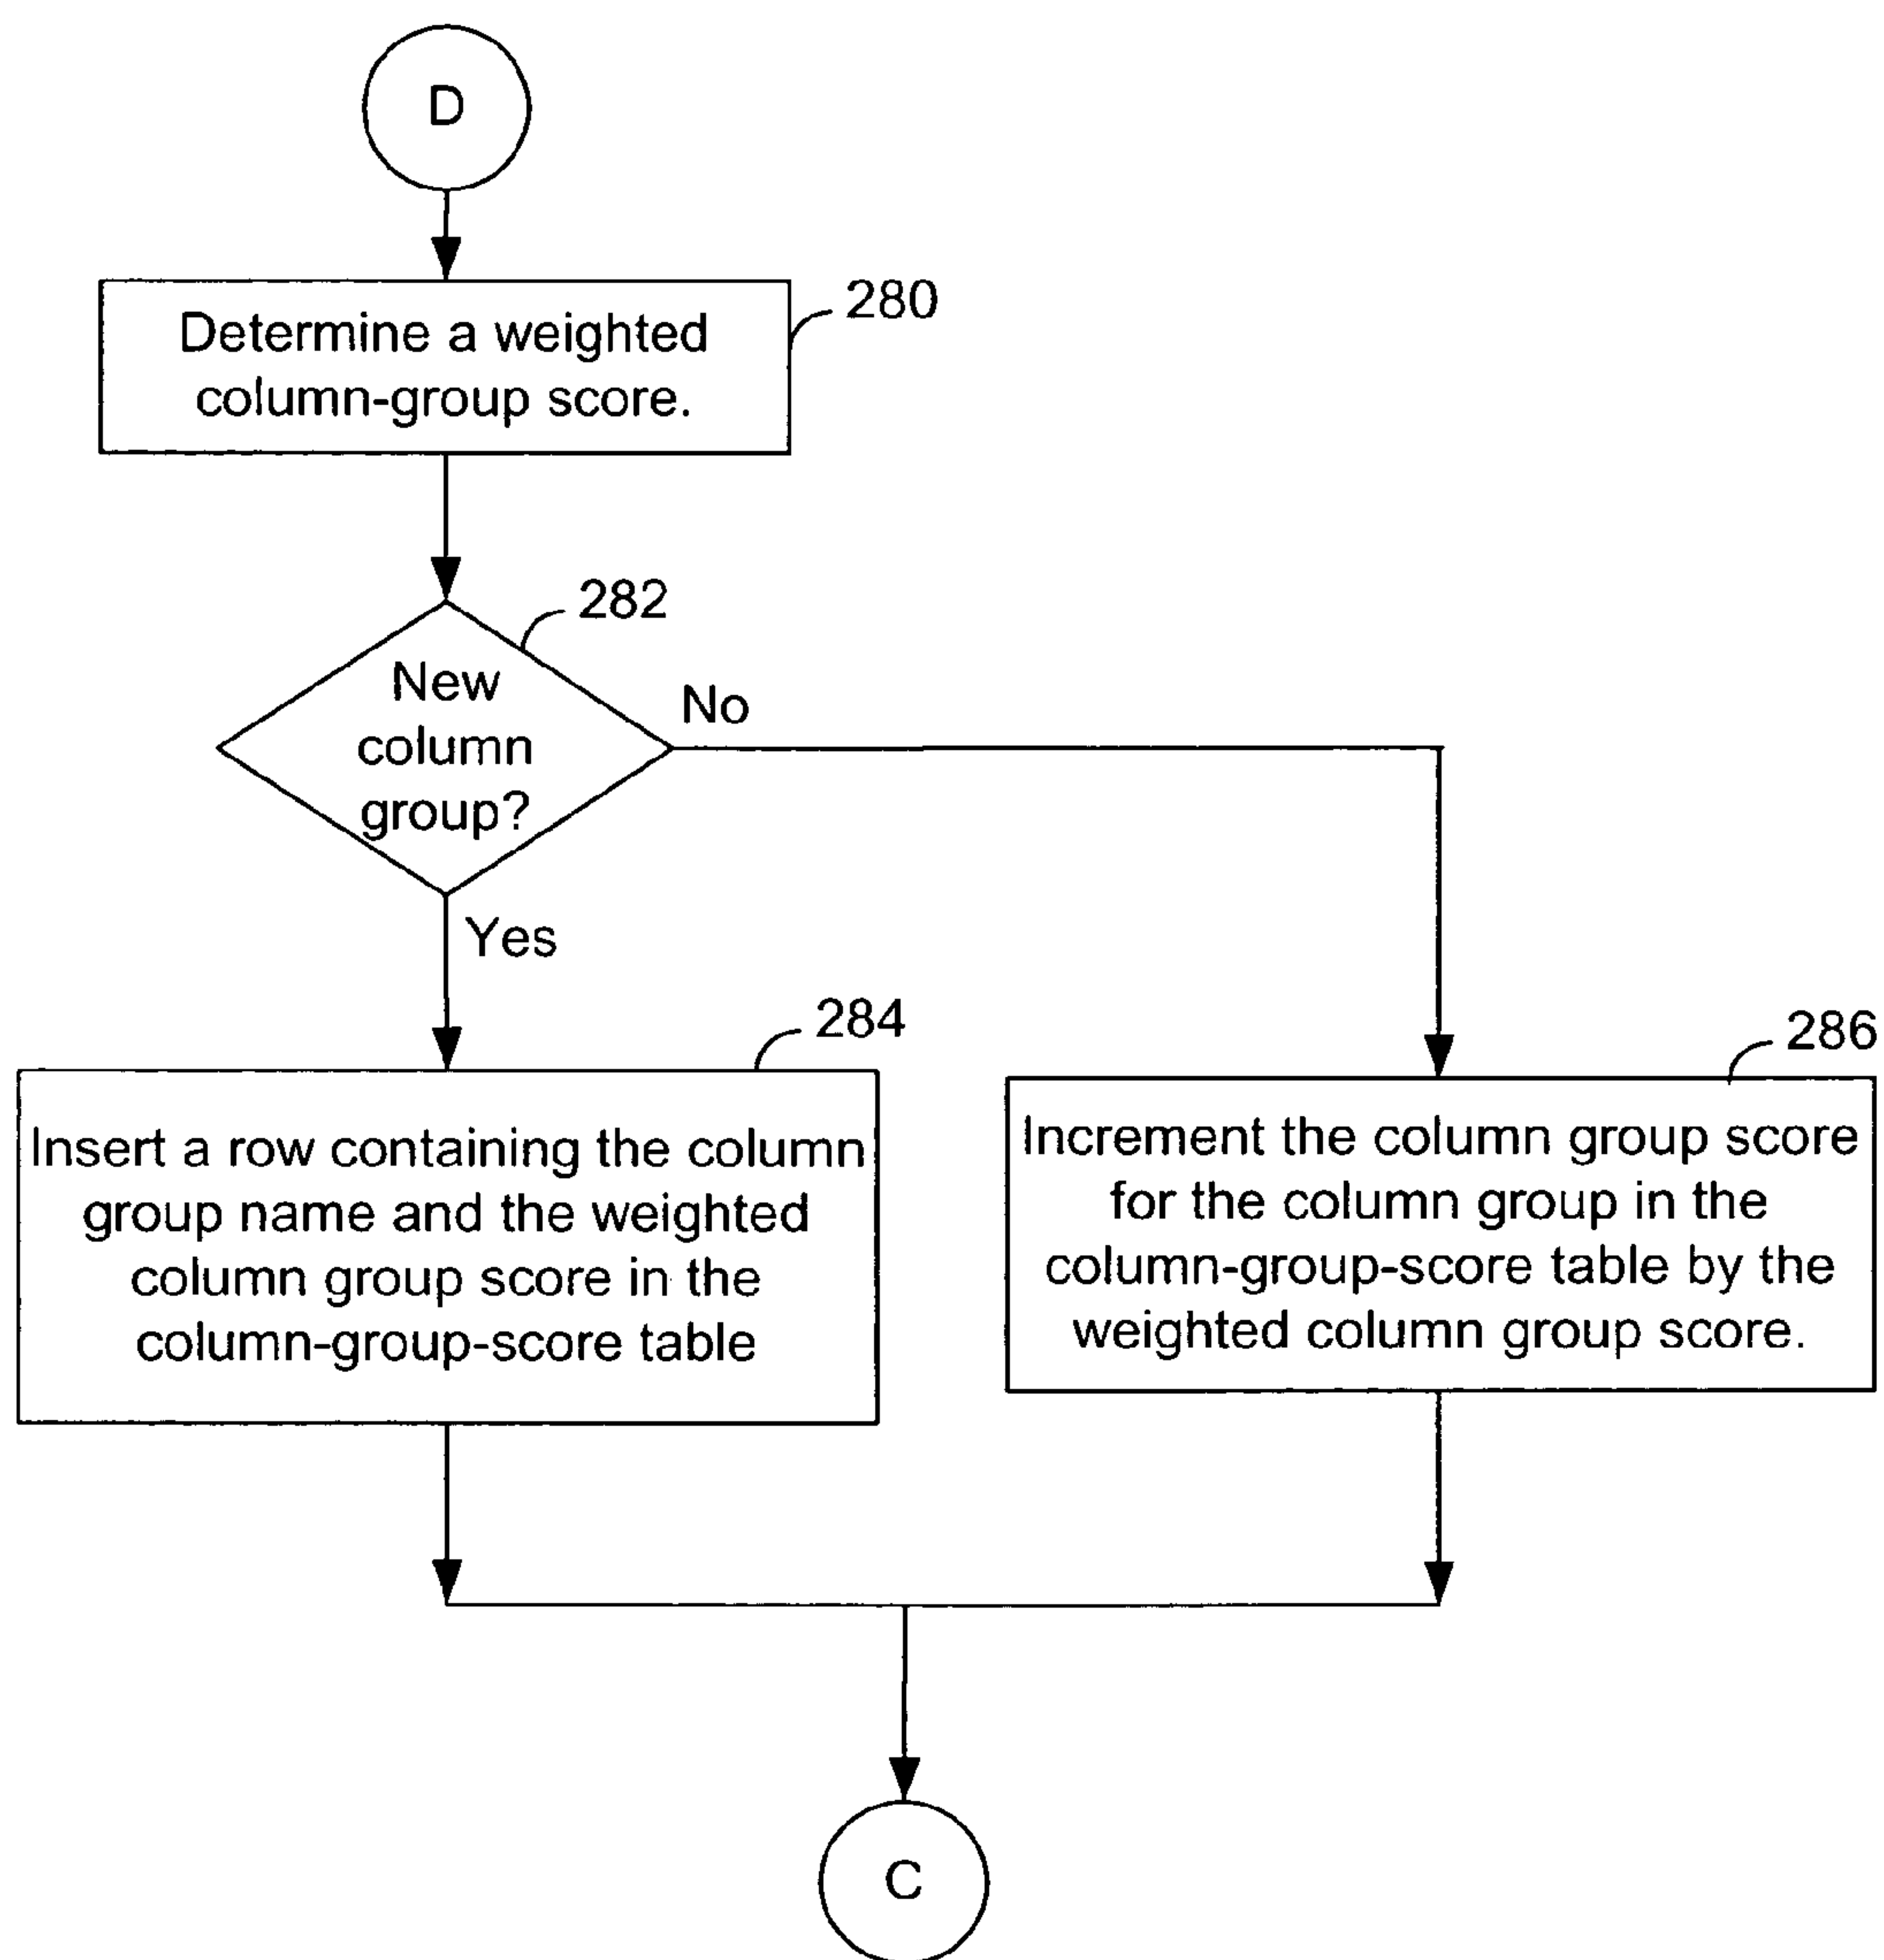 D
280
Determine a weighted
column-group score.
282
New
column
group?
No
Yes
284
Insert a row containing the column
group name and the weighted
column group score in the
column-group-score table
286
Increment the column group score
for the column group in the
column-group-score table by the
weighted column group score.
C